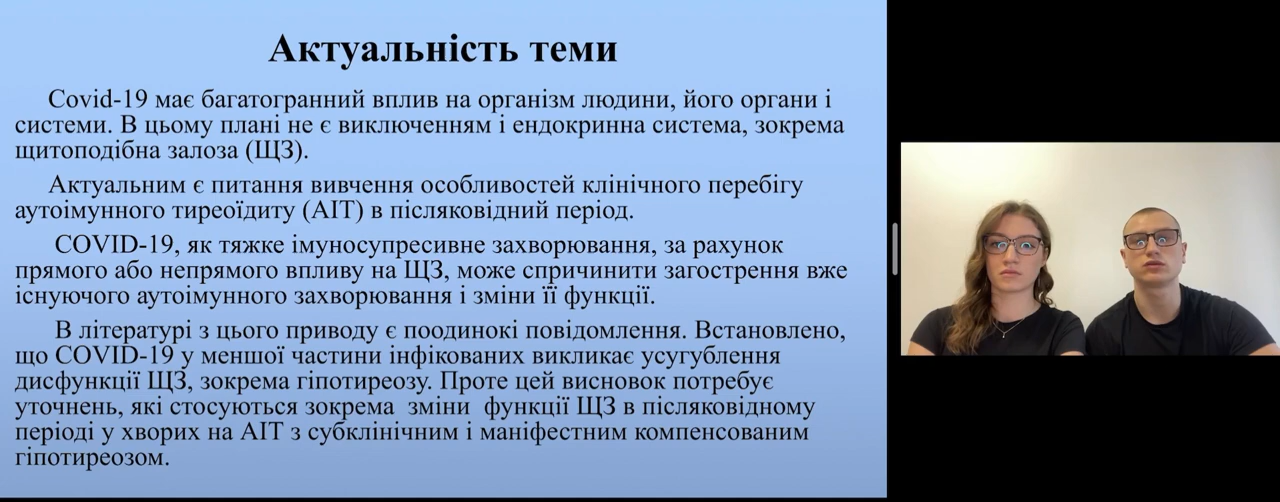 Актуальність теми
Covid-19 має багатогранний вплив на організм людини, його органи і
системи. В цьому плані не є виключенням і ендокринна система, зокрема
щитоподібна залоза (ЩЗ).
Актуальним є питання вивчення особливостей клінічного перебігу
аутоімунного тиреоїдиту (АІТ) в післяковідний період.
COVID-19, як тяжке імуносупресивне захворювання, за рахунок
прямого або непрямого впливу на ЩЗ, може спричинити загострення вже
існуючого аутоімунного захворювання і зміни її функції.
В літературі з цього приводу є поодинокі повідомлення. Встановлено,
що COVID-19 у меншої частини інфікованих викликає усугублення
дисфункції ЩЗ, зокрема гіпотиреозу. Проте цей висновок потребує
уточнень, які стосуються зокрема  зміни  функції ЩЗ в післяковідному
періоді у хворих на АІТ з субклінічним і маніфестним компенсованим
гіпотиреозом.